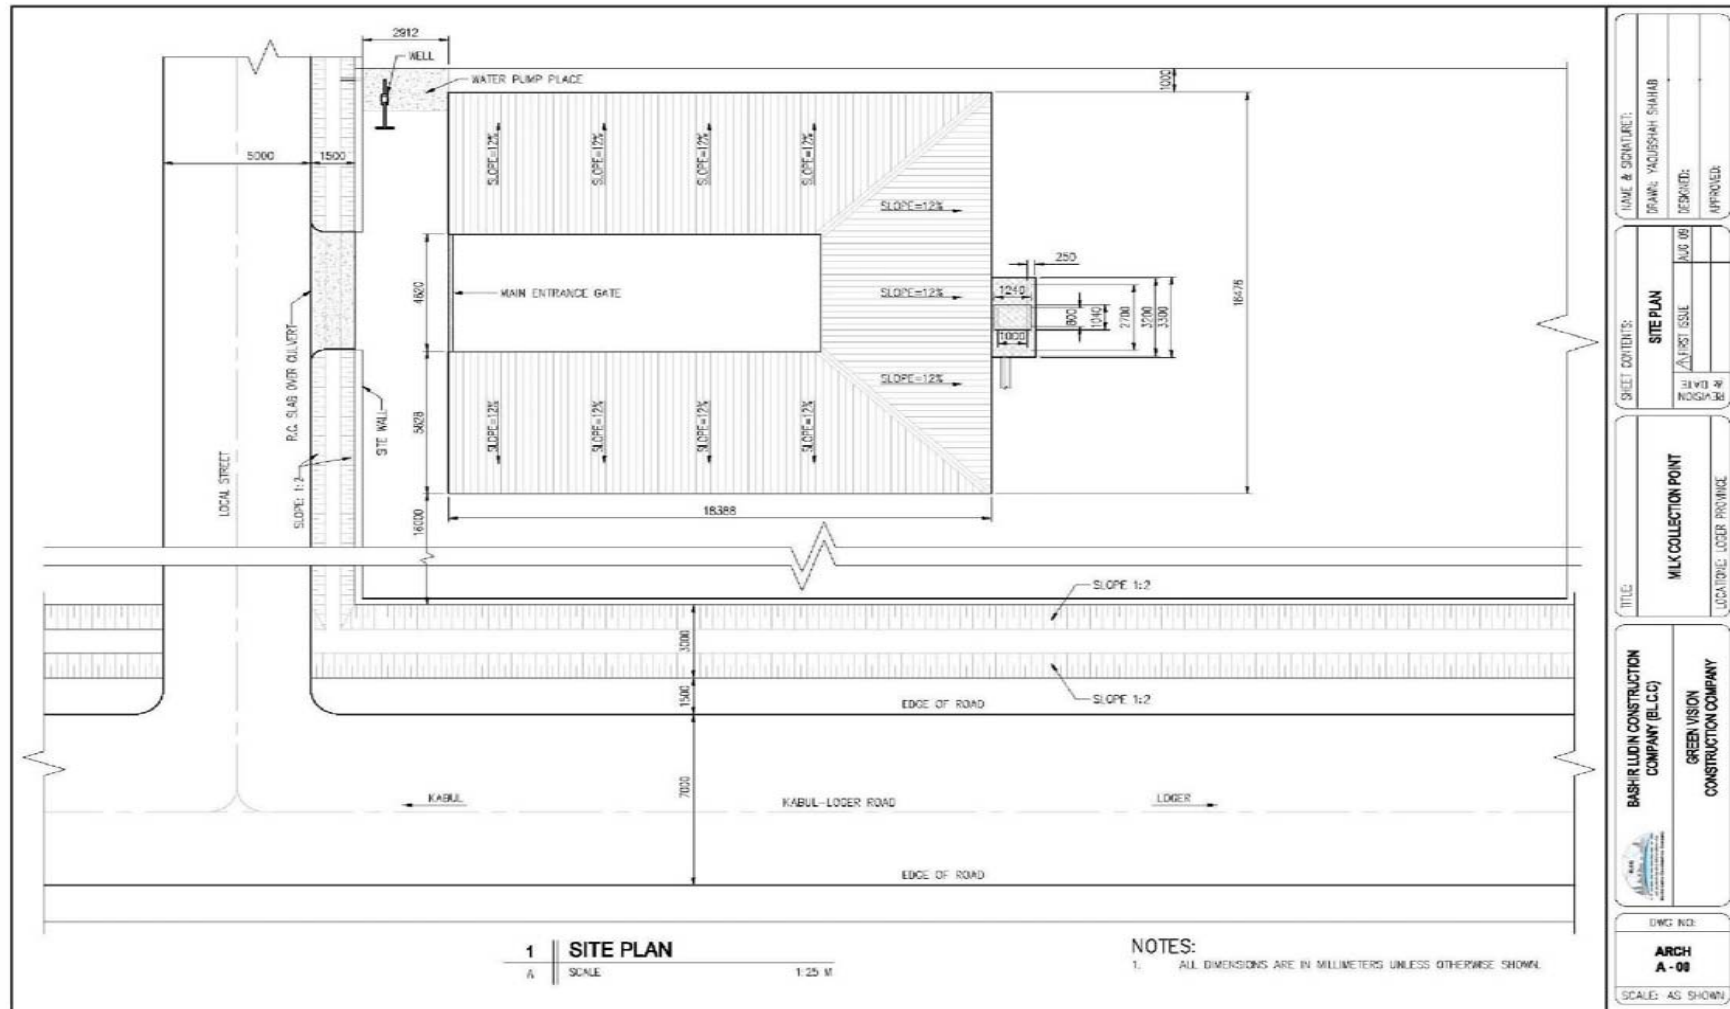 2912
WELL
WATER PUMP PLACE
1000
5000
1500
SLOPE=12%
SLOPE=12%
SLOPE=12%
SLOPE=12%
SLOPE=12%
250
1240
4620
MAIN ENTRANCE GATE
SLOPE=12%
800
1040
2700
3200
3300
1000
R.C. SLAB OVER CULVERT
SLOPE=12%
SITE WALL
5828
SLOPE=12%
SLOPE=12%
SLOPE=12%
SLOPE=12%
LOCAL STREET
SLOPE: 1:2
16000
18388
SLOPE 1:2
3000
SLOPE 1:2
1500
EDGE OF ROAD
7000
KABUL
KABUL-LOGER ROAD
LOGER
EDGE OF ROAD
1
A
SITE PLAN
SCALE
1:25 M
NOTES:
1. ALL DIMENSIONS ARE IN MILLIMETERS UNLESS OTHERWISE SHOWN.
NAME & SIGNATURE:
DRAWN: YAQUBSHAH SHAHAB
DESIGNED:
APPROVED:
SHEET CONTENTS:
SITE PLAN
FIRST ISSUE
AUG 09
REVISION
& DATE
TITLE:
MILK COLLECTION POINT
LOCATIONE: LOGER PROVINCE
BASHIR LUDIN CONSTRUCTION
COMPANY (BL.C.C)
GREEN VISION
CONSTRUCTION COMPANY
DWG NO:
ARCH
SCALE: AS SHOWN